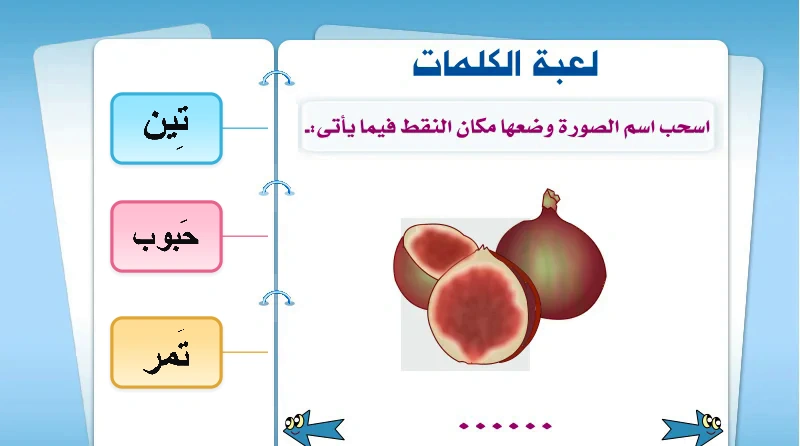 لعبة الكلمات
اسحب اسم الصورة وضعها مكان النقط فيما يأتى :ـ
تِين
حَبوب
تَمر
......